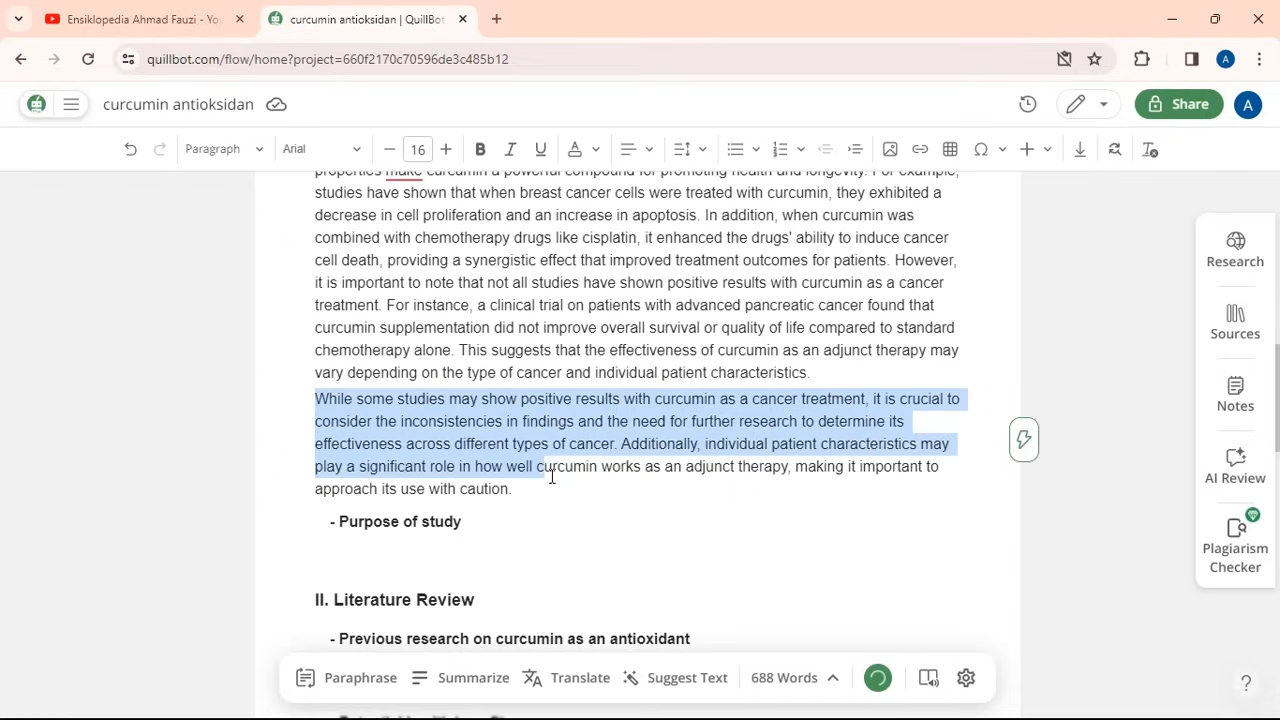 Ensiklopedia Ahmad Fauzi - Yo
curcumin antioksidan | QuillBot
quillbot.com/flow/home?project=660f2170c70596de3c485b12
A
curcumin antioksidan
Share
A
Paragraph
Arial
16
B
I
U
A
properties make curcumin a powerful compound for promoting health and longevity. For example,
studies have shown that when breast cancer cells were treated with curcumin, they exhibited a
decrease in cell proliferation and an increase in apoptosis. In addition, when curcumin was
combined with chemotherapy drugs like cisplatin, it enhanced the drugs' ability to induce cancer
cell death, providing a synergistic effect that improved treatment outcomes for patients. However,
it is important to note that not all studies have shown positive results with curcumin as a cancer
treatment. For instance, a clinical trial on patients with advanced pancreatic cancer found that
curcumin supplementation did not improve overall survival or quality of life compared to standard
chemotherapy alone. This suggests that the effectiveness of curcumin as an adjunct therapy may
vary depending on the type of cancer and individual patient characteristics.
While some studies may show positive results with curcumin as a cancer treatment, it is crucial to
consider the inconsistencies in findings and the need for further research to determine its
effectiveness across different types of cancer. Additionally, individual patient characteristics may
play a significant role in how well curcumin works as an adjunct therapy, making it important to
approach its use with caution.
- Purpose of study
II. Literature Review
- Previous research on curcumin as an antioxidant
Paraphrase
Summarize
Translate
Suggest Text
688 Words
Research
Sources
Notes
AI Review
Plagiarism
Checker